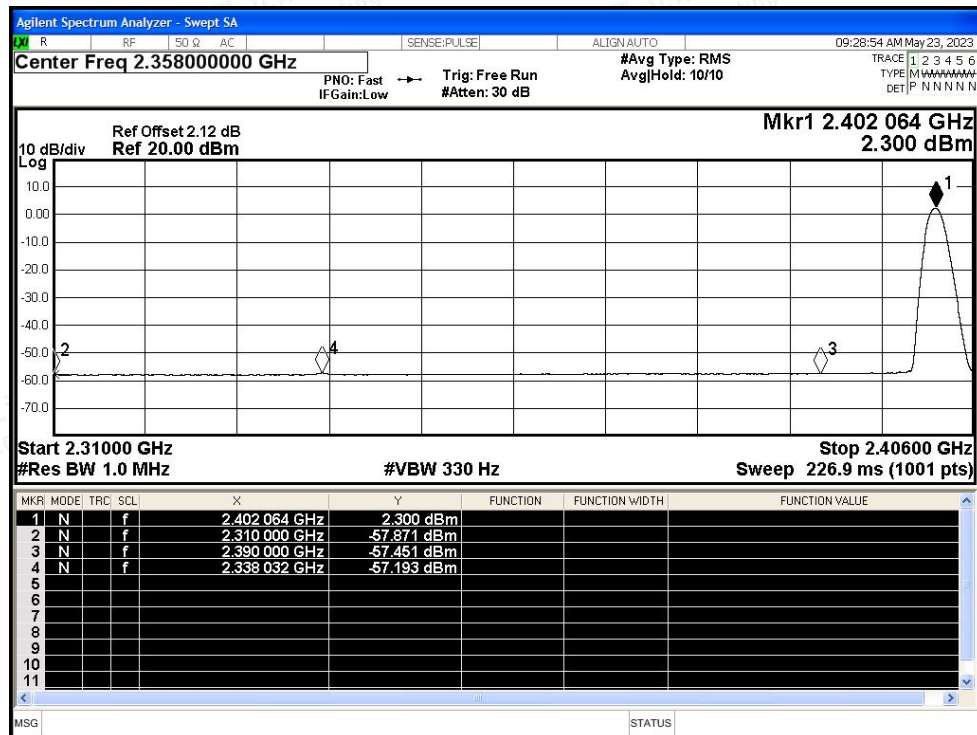 Agilent Spectrum Analyzer - Swept SA
LXI R RF 50 Ω AC SENSE:PULSE ALIGN AUTO 09:28:54 AM May 23, 2023
Center Freq 2.358000000 GHz
PNO: Fast
IFGain:Low
Trig: Free Run
#Atten: 30 dB
#Avg Type: RMS
Avg|Hold: 10/10
TRACE 1 2 3 4 5 6
TYPE M
DET P N N N N N
Ref Offset 2.12 dB
10 dB/div Ref 20.00 dBm
Log
Mkr1 2.402 064 GHz
2.300 dBm
10.0
0.00
-10.0
-20.0
-30.0
-40.0
-50.0
-60.0
-70.0
1
2
4
3
Start 2.31000 GHz Stop 2.40600 GHz
#Res BW 1.0 MHz #VBW 330 Hz Sweep 226.9 ms (1001 pts)
MKR MODE TRC SCL X Y FUNCTION FUNCTION WIDTH FUNCTION VALUE
1 N f 2.402 064 GHz 2.300 dBm
2 N f 2.310 000 GHz -57.871 dBm
3 N f 2.390 000 GHz -57.451 dBm
4 N f 2.338 032 GHz -57.193 dBm
5
6
7
8
9
10
11
MSG STATUS